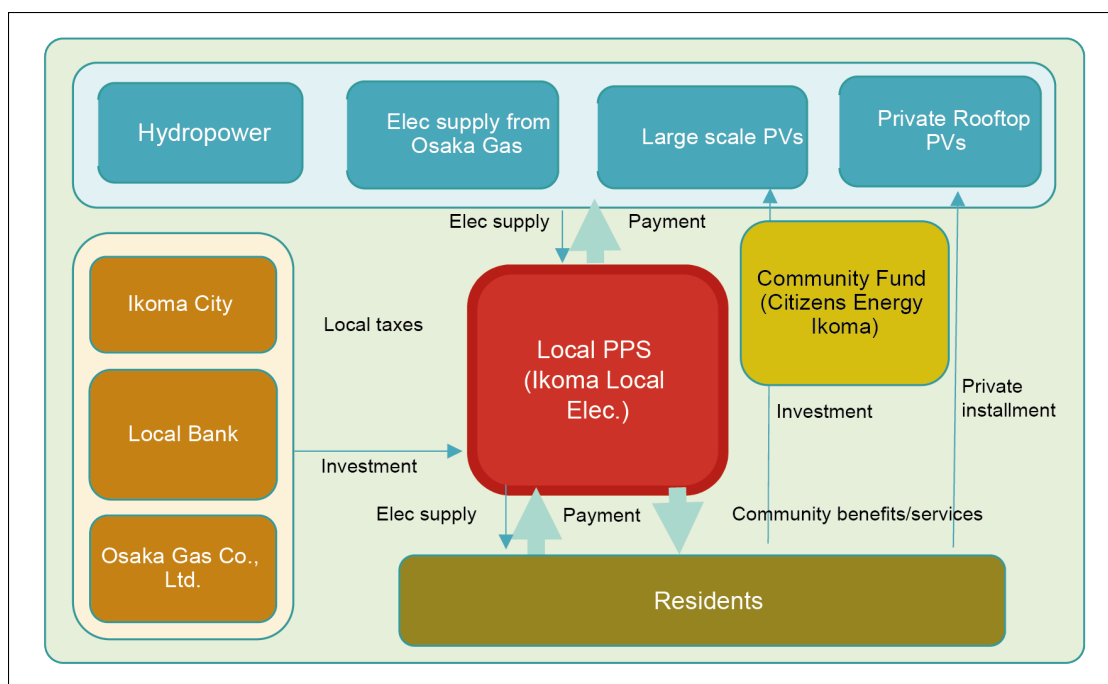 Hydropower
Elec supply from
Osaka Gas
Large scale PVs
Private Rooftop
PVs
Elec supply
Payment
Ikoma City
Local Bank
Osaka Gas Co.,
Ltd.
Local taxes
Investment
Local PPS
(Ikoma Local
Elec.)
Community Fund
(Citizens Energy
Ikoma)
Investment
Private
installment
Elec supply
Payment
Community benefits/services
Residents